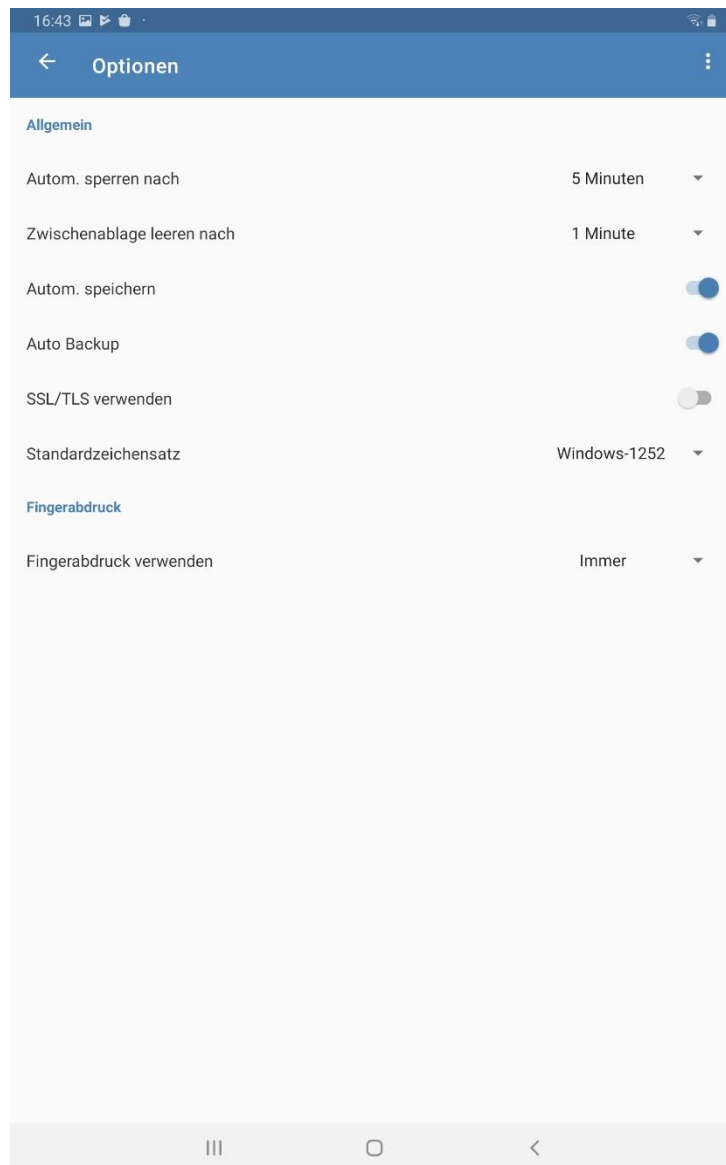 16:43
Optionen
Allgemein
Autom. sperren nach 5 Minuten
Zwischenablage leeren nach 1 Minute
Autom. speichern
Auto Backup
SSL/TLS verwenden
Standardzeichensatz Windows-1252
Fingerabdruck
Fingerabdruck verwenden Immer